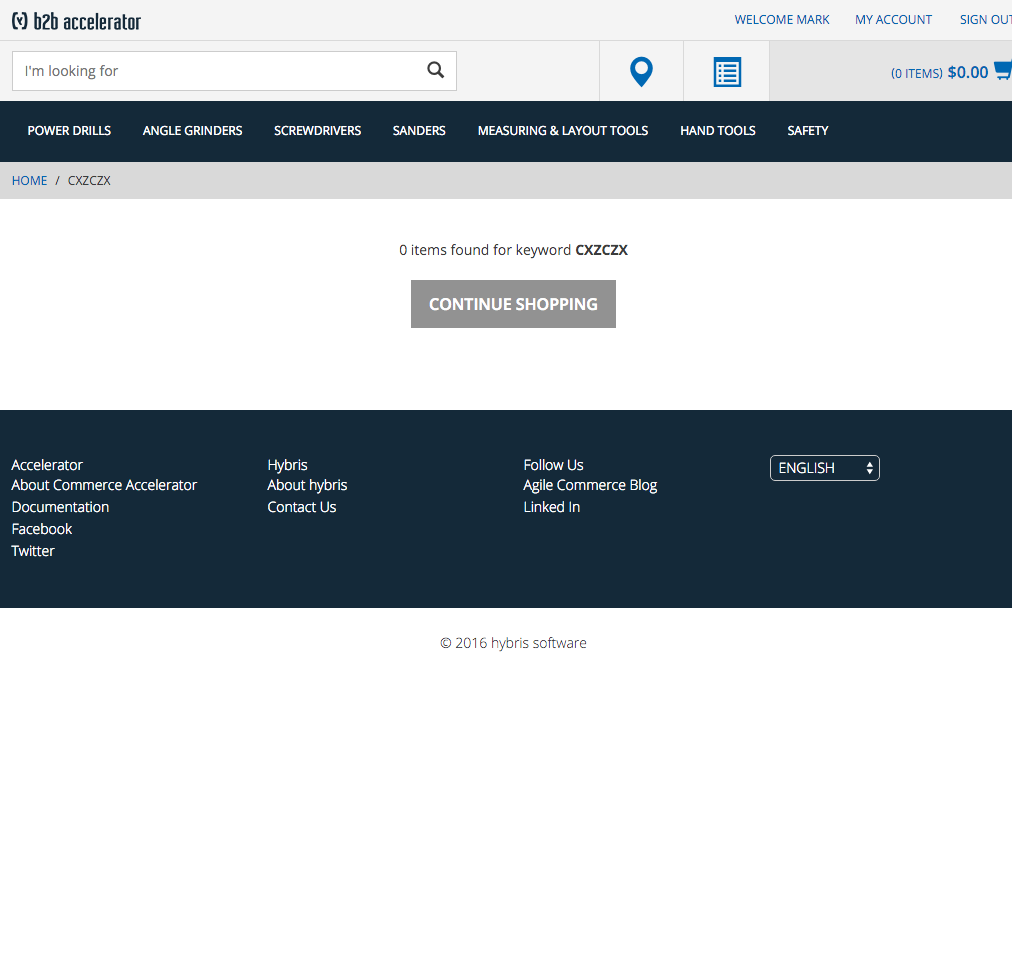 b2b accelerator
WELCOME MARK MY ACCOUNT SIGN OUT
I'm looking for
(0 ITEMS) $0.00
POWER DRILLS ANGLE GRINDERS SCREWDRIVERS SANDERS MEASURING & LAYOUT TOOLS HAND TOOLS SAFETY
HOME / CXZCZX
0 items found for keyword CXZCZX
CONTINUE SHOPPING
Accelerator
About Commerce Accelerator
Documentation
Facebook
Twitter
Hybris
About hybris
Contact Us
Follow Us
Agile Commerce Blog
Linked In
ENGLISH
© 2016 hybris software